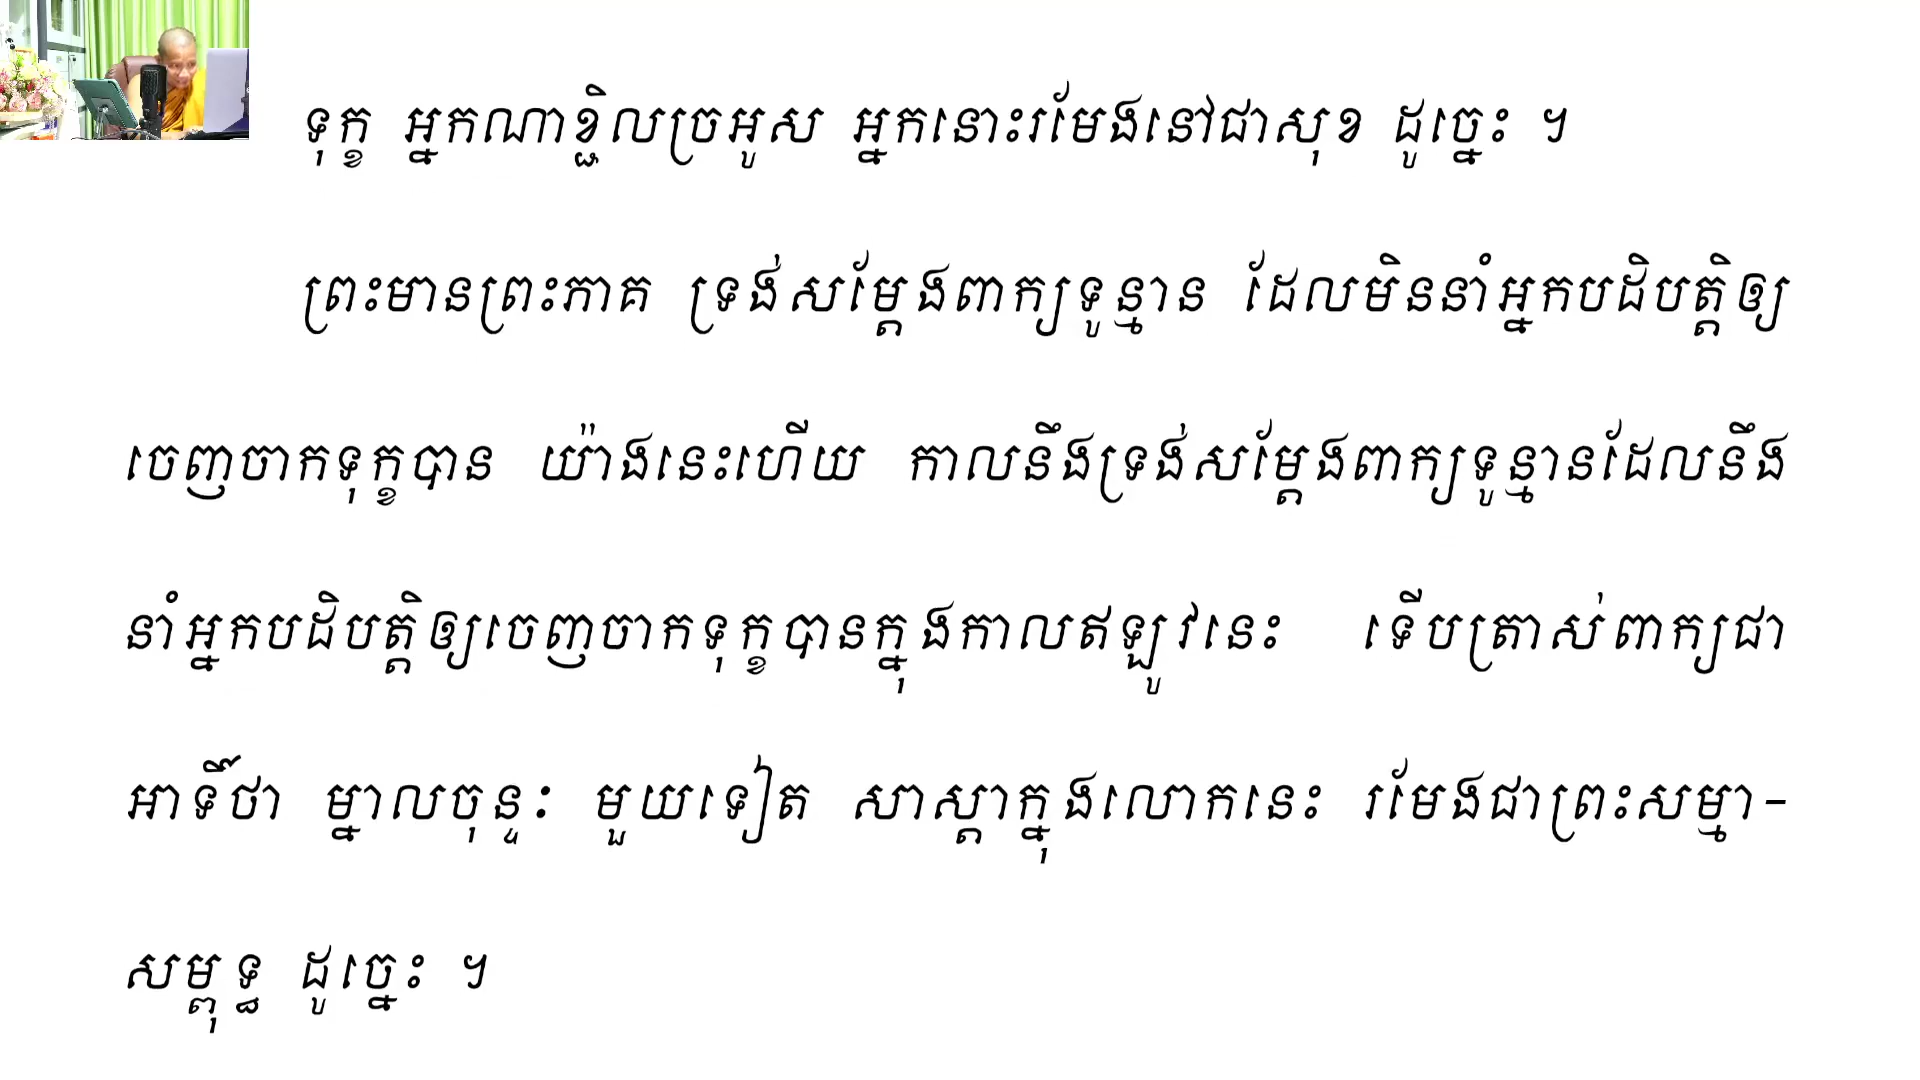 ទុក្ខ អ្នកណាខ្ជិលច្រអូស អ្នកនោះរមែងនៅជាសុខ ដូច្នេះ ។
ព្រះមានព្រះភាគ ទ្រង់សម្តែងពាក្យទូន្មាន ដែលមិននាំអ្នកបដិបត្តិឲ្យ
ចេញចាកទុក្ខបាន យ៉ាងនេះហើយ កាលនឹងទ្រង់សម្តែងពាក្យទូន្មានដែលនឹង
នាំអ្នកបដិបត្តិឲ្យចេញចាកទុក្ខបានក្នុងកាលឥឡូវនេះ ទើបត្រាស់ពាក្យជា
អាទិ៍ថា ម្នាលចុន្ទៈ មួយទៀត សាស្តាក្នុងលោកនេះ រមែងជាព្រះសម្មា-
សម្ពុទ្ធ ដូច្នេះ ។